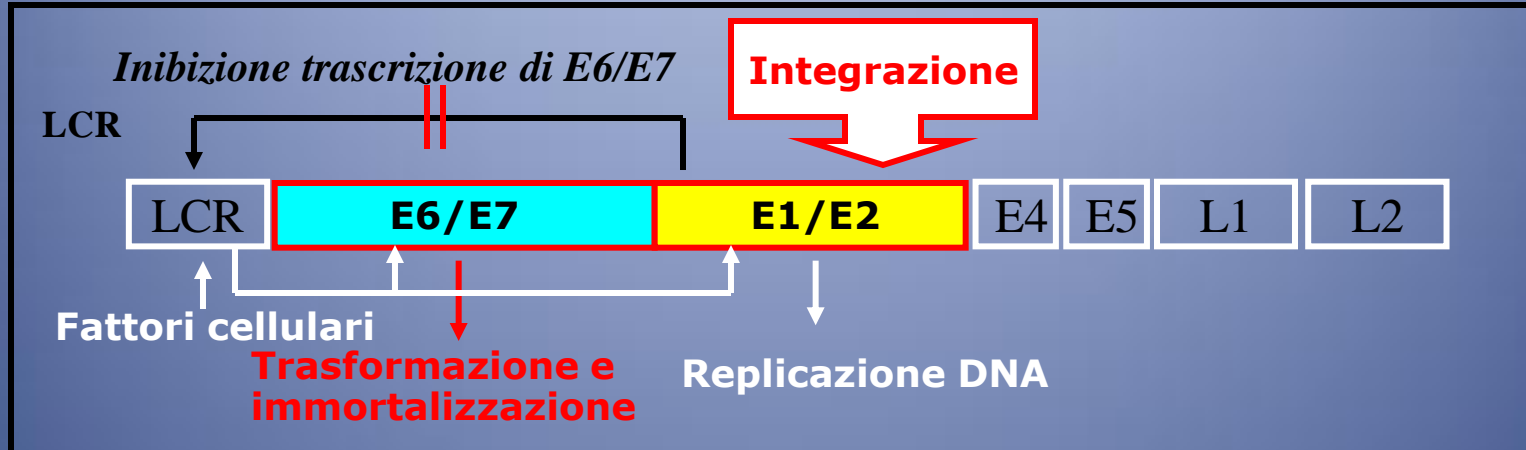 Inibizione trascrizione di E6/E7
Integrazione
LCR
LCR E6/E7 E1/E2 E4 E5 L1 L2
Fattori cellulari
Trasformazione e
immortalizzazione
Replicazione DNA